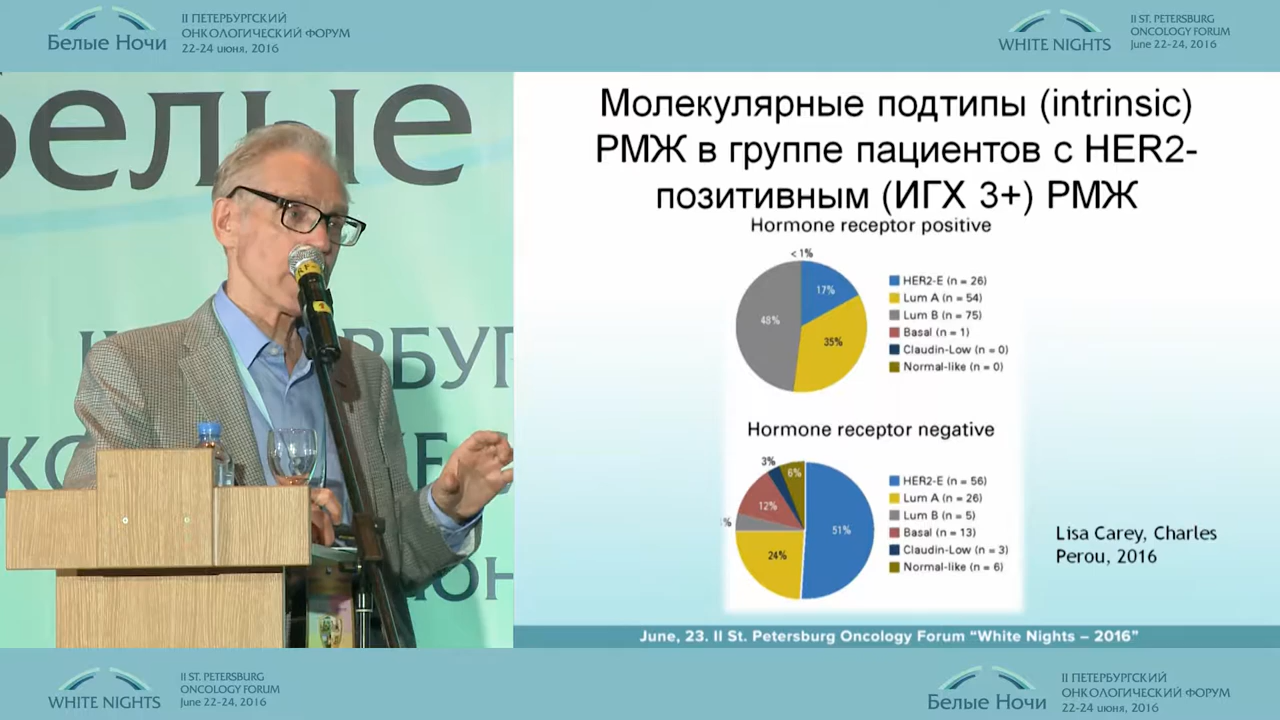 Белые Ночи
II ПЕТЕРБУРГСКИЙ
ОНКОЛОГИЧЕСКИЙ ФОРУМ
22-24 июня, 2016
WHITE NIGHTS
II ST. PETERSBURG
ONCOLOGY FORUM
June 22-24, 2016
Белые
Молекулярные подтипы (intrinsic)
РМЖ в группе пациентов с HER2-
позитивным (ИГХ 3+) РМЖ
Hormone receptor positive
<1%
17%
48%
35%
HER2-E (n = 26)
Lum A (n = 54)
Lum B (n = 75)
Basal (n = 1)
Claudin-Low (n = 0)
Normal-like (n = 0)
Hormone receptor negative
3%
6%
12%
%
51%
24%
HER2-E (n = 56)
Lum A (n = 26)
Lum B (n = 5)
Basal (n = 13)
Claudin-Low (n = 3)
Normal-like (n = 6)
Lisa Carey, Charles
Perou, 2016
June, 23. II St. Petersburg Oncology Forum “White Nights – 2016”
WHITE NIGHTS
II ST. PETERSBURG
ONCOLOGY FORUM
June 22-24, 2016
Белые Ночи
II ПЕТЕРБУРГСКИЙ
ОНКОЛОГИЧЕСКИЙ ФОРУМ
22-24 июня, 2016